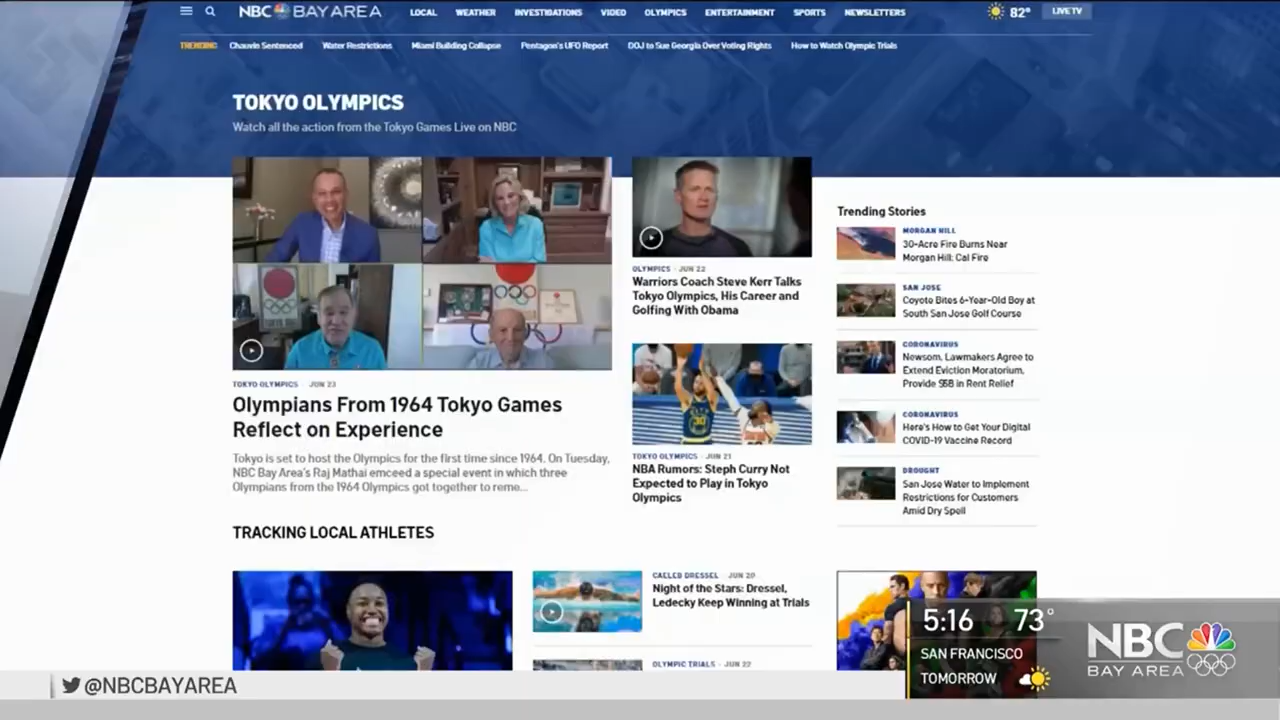 NBC BAY AREA
LOCAL
WEATHER
INVESTIGATIONS
VIDEO
OLYMPICS
ENTERTAINMENT
SPORTS
NEWSLETTERS
82°
LIVE TV
TRENDING
Chauvin Sentenced
Water Restrictions
Miami Building Collapse
Pentagon's UFO Report
DOJ to Sue Georgia Over Voting Rights
How to Watch Olympic Trials
TOKYO OLYMPICS
Watch all the action from the Tokyo Games Live on NBC
TOKYO OLYMPICS · JUN 23
Olympians From 1964 Tokyo Games
Reflect on Experience
Tokyo is set to host the Olympics for the first time since 1964. On Tuesday,
NBC Bay Area's Raj Mathai emceed a special event in which three
Olympians from the 1964 Olympics got together to reme...
OLYMPICS · JUN 22
Warriors Coach Steve Kerr Talks
Tokyo Olympics, His Career and
Golfing With Obama
30
TOKYO OLYMPICS · JUN 21
NBA Rumors: Steph Curry Not
Expected to Play in Tokyo
Olympics
Trending Stories
MORGAN HILL
30-Acre Fire Burns Near
Morgan Hill: Cal Fire
SAN JOSE
Coyote Bites 6-Year-Old Boy at
South San Jose Golf Course
CORONAVIRUS
Newsom, Lawmakers Agree to
Extend Eviction Moratorium,
Provide $5B in Rent Relief
CORONAVIRUS
Here's How to Get Your Digital
COVID-19 Vaccine Record
DROUGHT
San Jose Water to Implement
Restrictions for Customers
Amid Dry Spell
TRACKING LOCAL ATHLETES
CAELEB DRESSEL · JUN 20
Night of the Stars: Dressel,
Ledecky Keep Winning at Trials
OLYMPIC TRIALS · JUN 22
5:16 73°
SAN FRANCISCO
TOMORROW
NBC
BAY AREA
@NBCBAYAREA